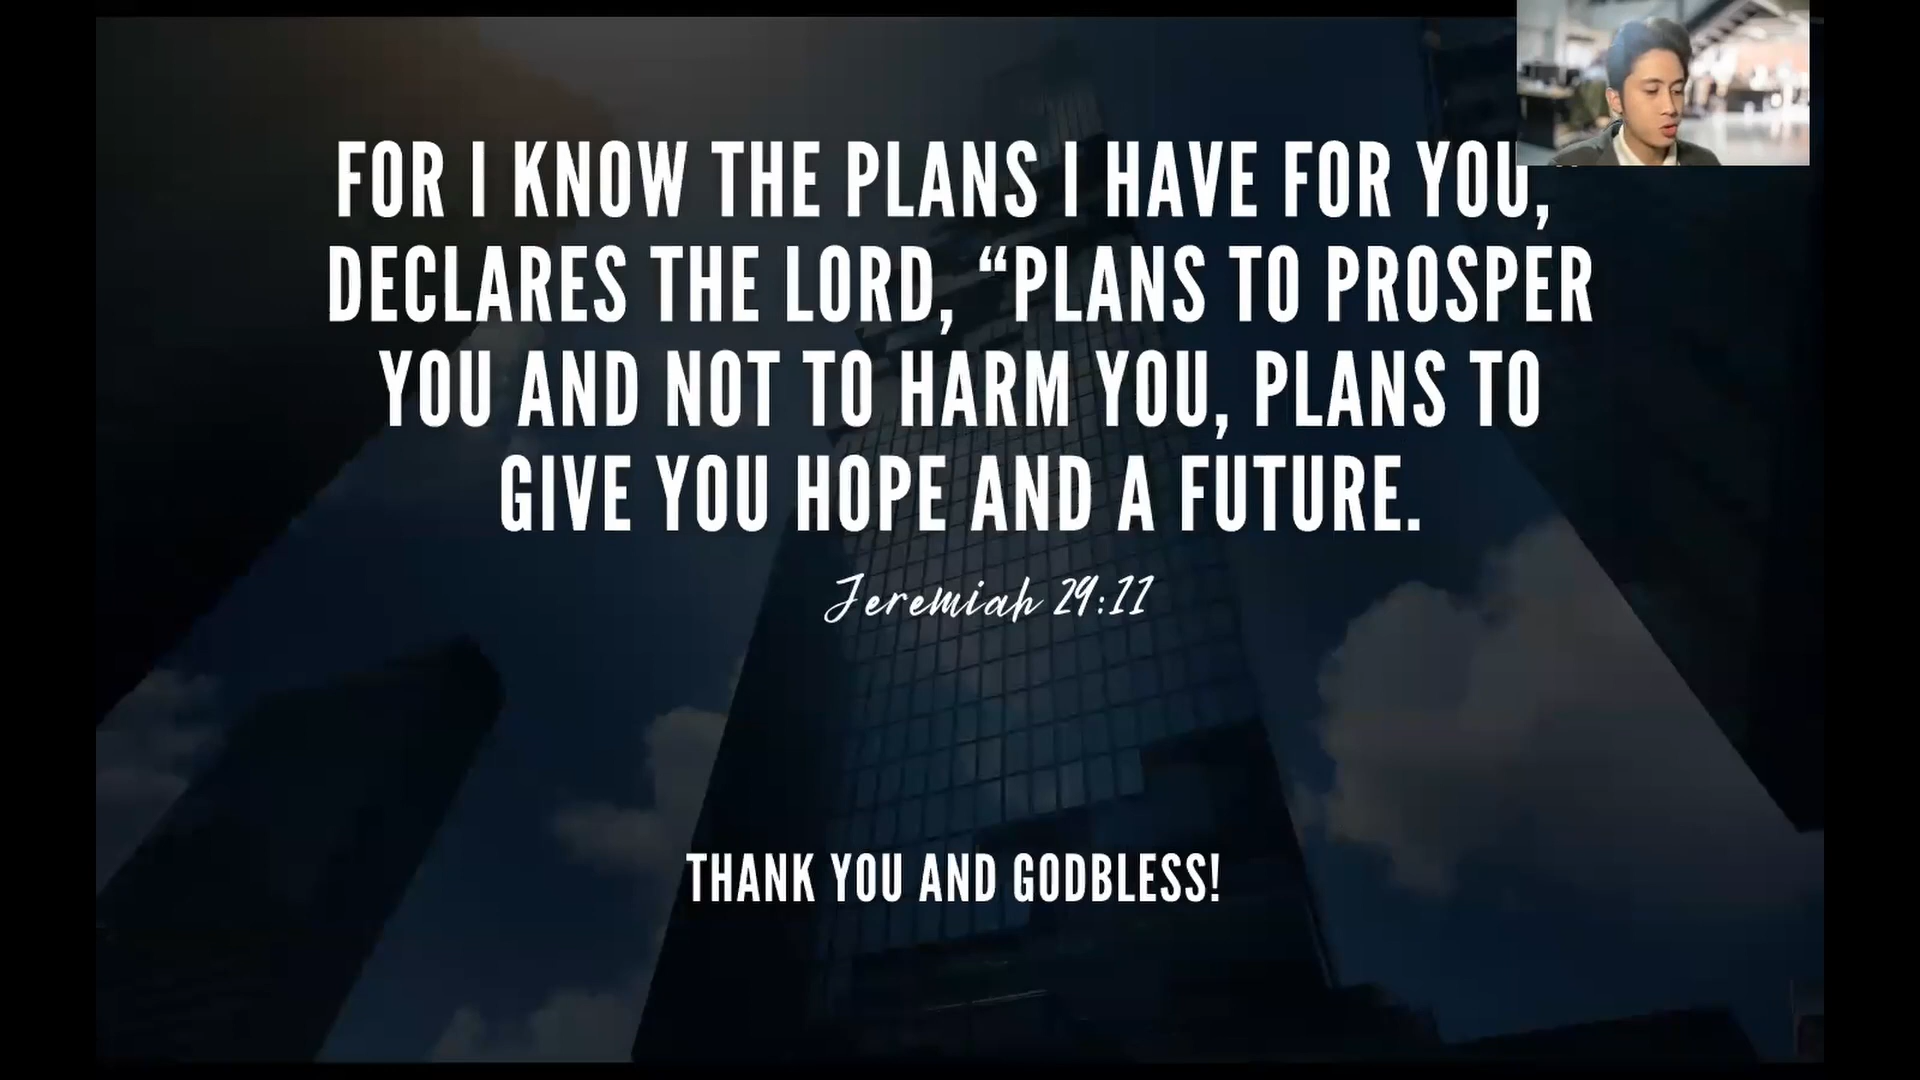 FOR I KNOW THE PLANS I HAVE FOR YOU,”
DECLARES THE LORD, “PLANS TO PROSPER
YOU AND NOT TO HARM YOU, PLANS TO
GIVE YOU HOPE AND A FUTURE.
Jeremiah 29:11
THANK YOU AND GODBLESS!